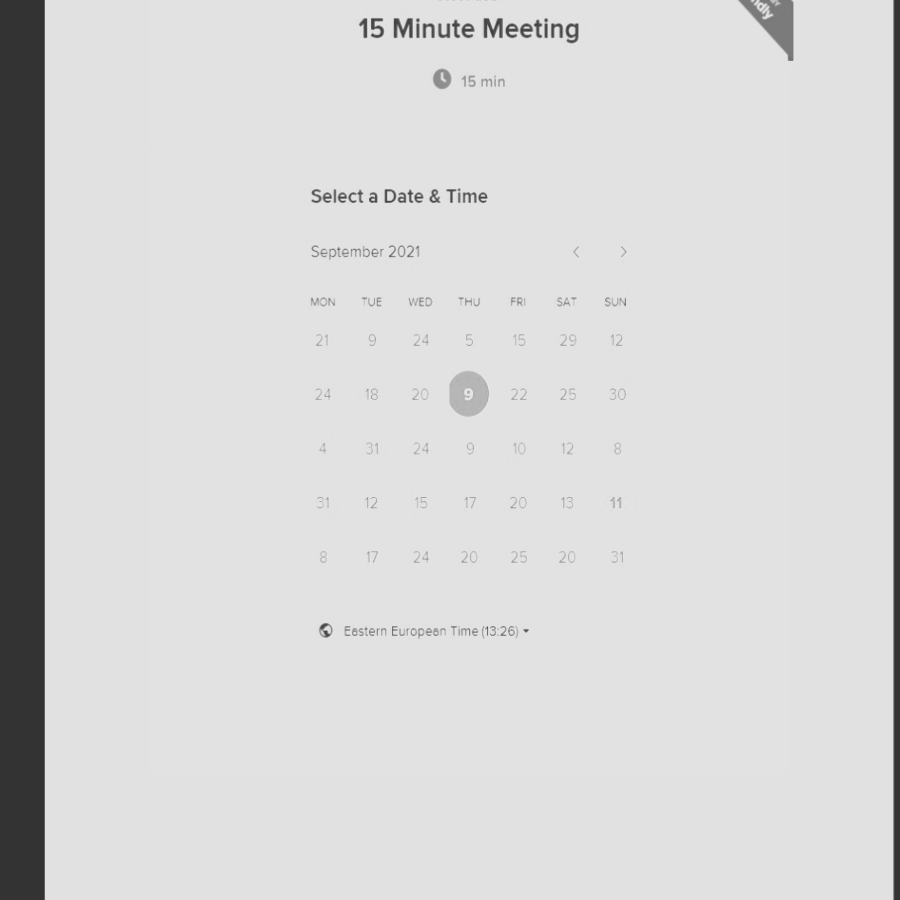 15 Minute Meeting
15 min
Select a Date & Time
September 2021
MON TUE WED THU FRI SAT SUN
21 9 24 5 15 29 12
24 18 20 9 22 25 30
4 31 24 9 10 12 8
31 12 15 17 20 13 11
8 17 24 20 25 20 31
Eastern European Time (13:26)